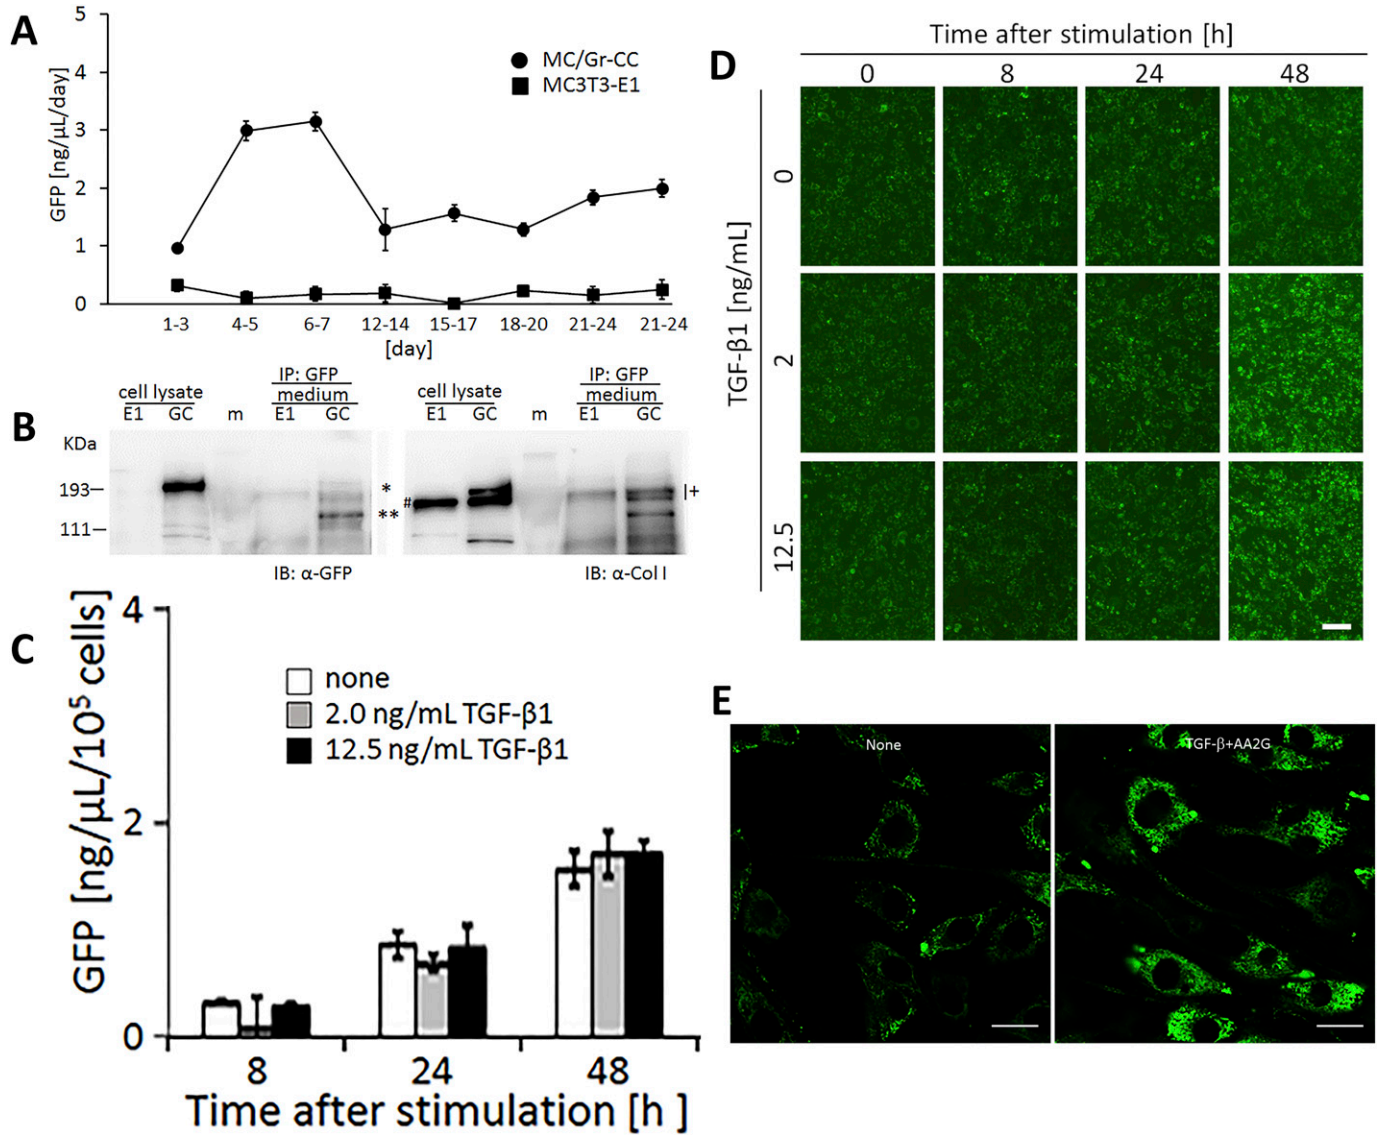 A
GFP [ng/μL/day]
5
4
3
2
1
0
MC/Gr-CC
MC3T3-E1
1-3 4-5 6-7 12-14 15-17 18-20 21-24 21-24
[day]
B
cell lysate
E1 GC m
IP: GFP
medium
E1 GC
cell lysate
E1 GC m
IP: GFP
medium
E1 GC
KDa
193
111
*
**
#
+
IB: α-GFP
IB: α-Col I
C
GFP [ng/μL/10⁵ cells]
4
2
0
none
2.0 ng/mL TGF-β1
12.5 ng/mL TGF-β1
8 24 48
Time after stimulation [h ]
D
Time after stimulation [h]
0 8 24 48
TGF-β1 [ng/mL]
0
2
12.5
E
None
TGF-β+AA2G